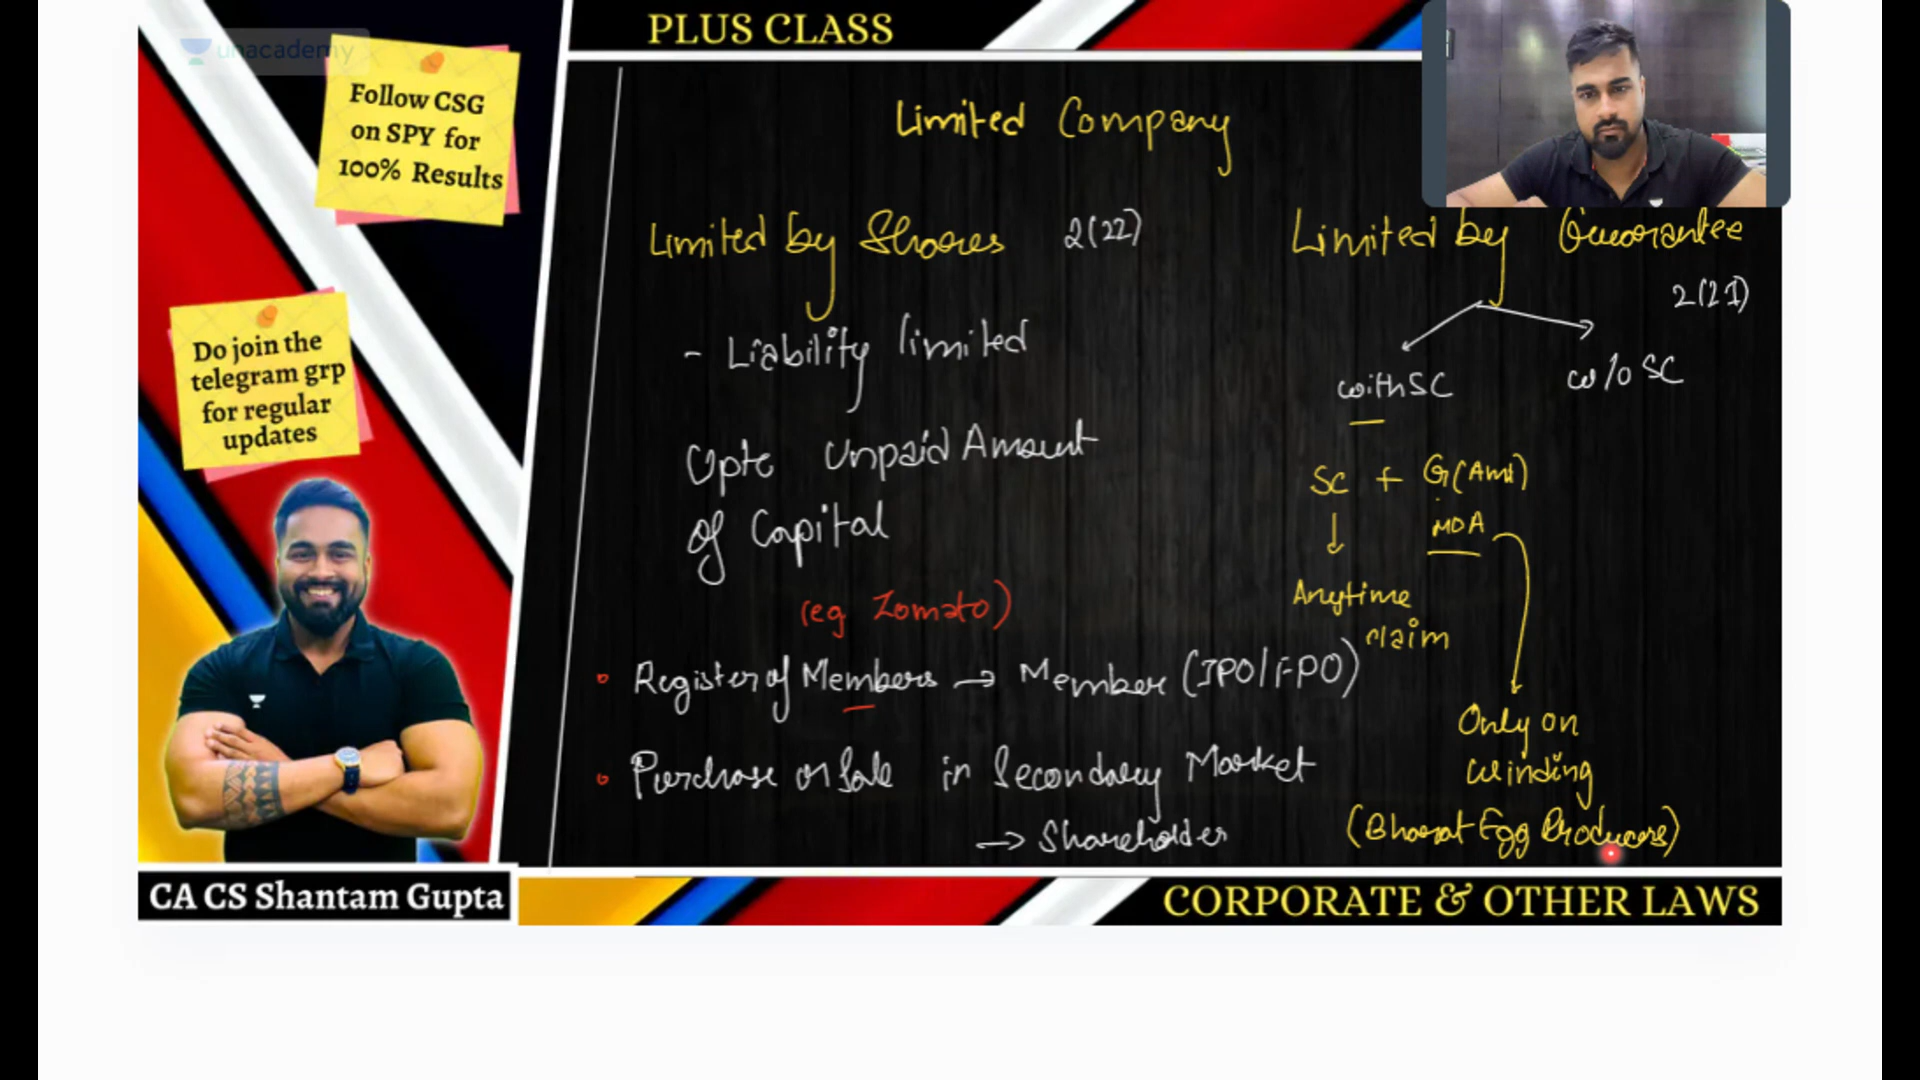 PLUS CLASS
unacademy
Follow CSG
on SPY for
100% Results
Do join the
telegram grp
for regular
updates
CA CS Shantam Gupta
Limited Company
Limited by Shares 2(22)
- Liability limited
Upto Unpaid Amount
of Capital
(eg Zomato)
• Register of Members → Member (IPO/FPO)
• Purchase or Sale in Secondary Market
→ Shareholder
Limited by Guarantee
2(21)
with SC w/o SC
SC + G(Amt)
MOA
Anytime
claim
Only on
winding
(Bharat Egg Producers)
CORPORATE & OTHER LAWS